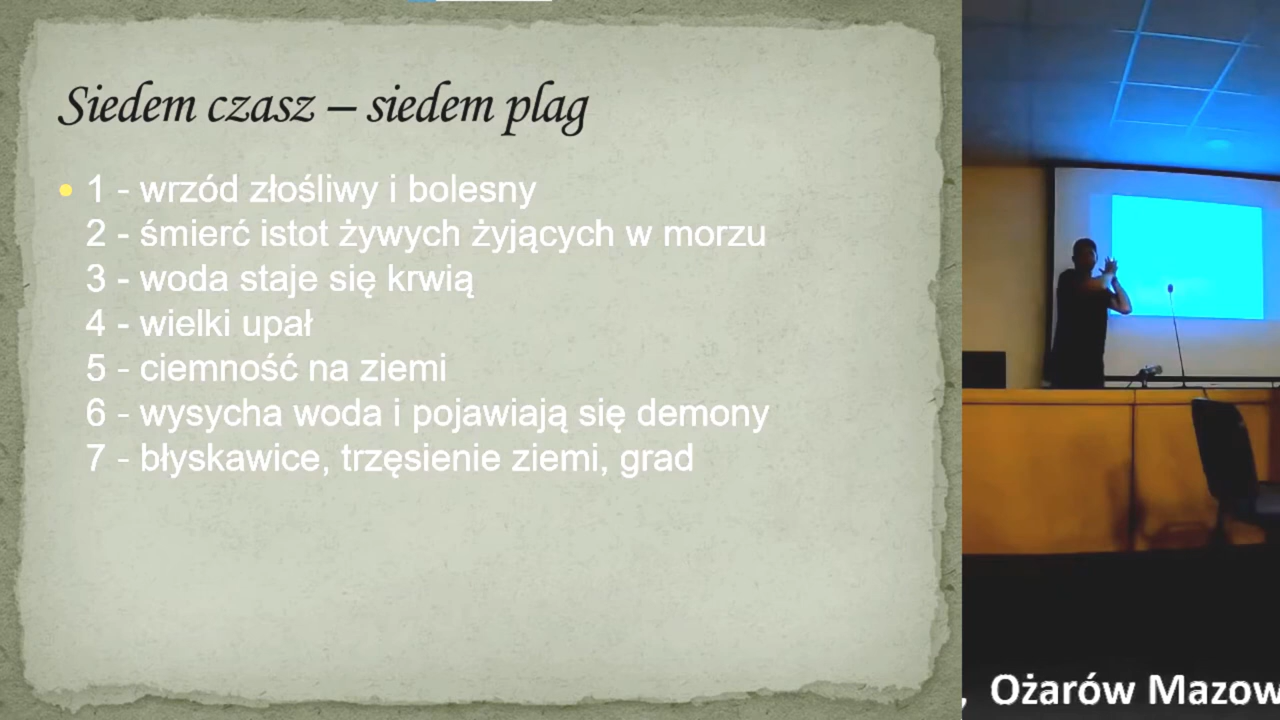 Siedem czasz – siedem plag
• 1 - wrzód złośliwy i bolesny
2 - śmierć istot żywych żyjących w morzu
3 - woda staje się krwią
4 - wielki upał
5 - ciemność na ziemi
6 - wysycha woda i pojawiają się demony
7 - błyskawice, trzęsienie ziemi, grad
, Ożarów Mazow